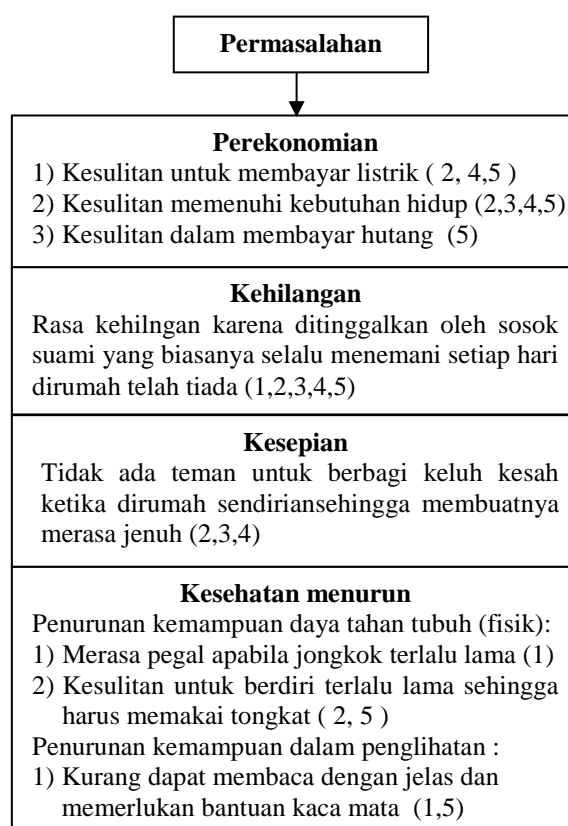 Permasalahan
Perekonomian
1) Kesulitan untuk membayar listrik ( 2, 4,5 )
2) Kesulitan memenuhi kebutuhan hidup (2,3,4,5)
3) Kesulitan dalam membayar hutang (5)
Kehilangan
Rasa kehilngan karena ditinggalkan oleh sosok
suami yang biasanya selalu menemani setiap hari
dirumah telah tiada (1,2,3,4,5)
Kesepian
Tidak ada teman untuk berbagi keluh kesah
ketika dirumah sendiriansehingga membuatnya
merasa jenuh (2,3,4)
Kesehatan menurun
Penurunan kemampuan daya tahan tubuh (fisik):
1) Merasa pegal apabila jongkok terlalu lama (1)
2) Kesulitan untuk berdiri terlalu lama sehingga
harus memakai tongkat ( 2, 5 )
Penurunan kemampuan dalam penglihatan :
1) Kurang dapat membaca dengan jelas dan
memerlukan bantuan kaca mata (1,5)